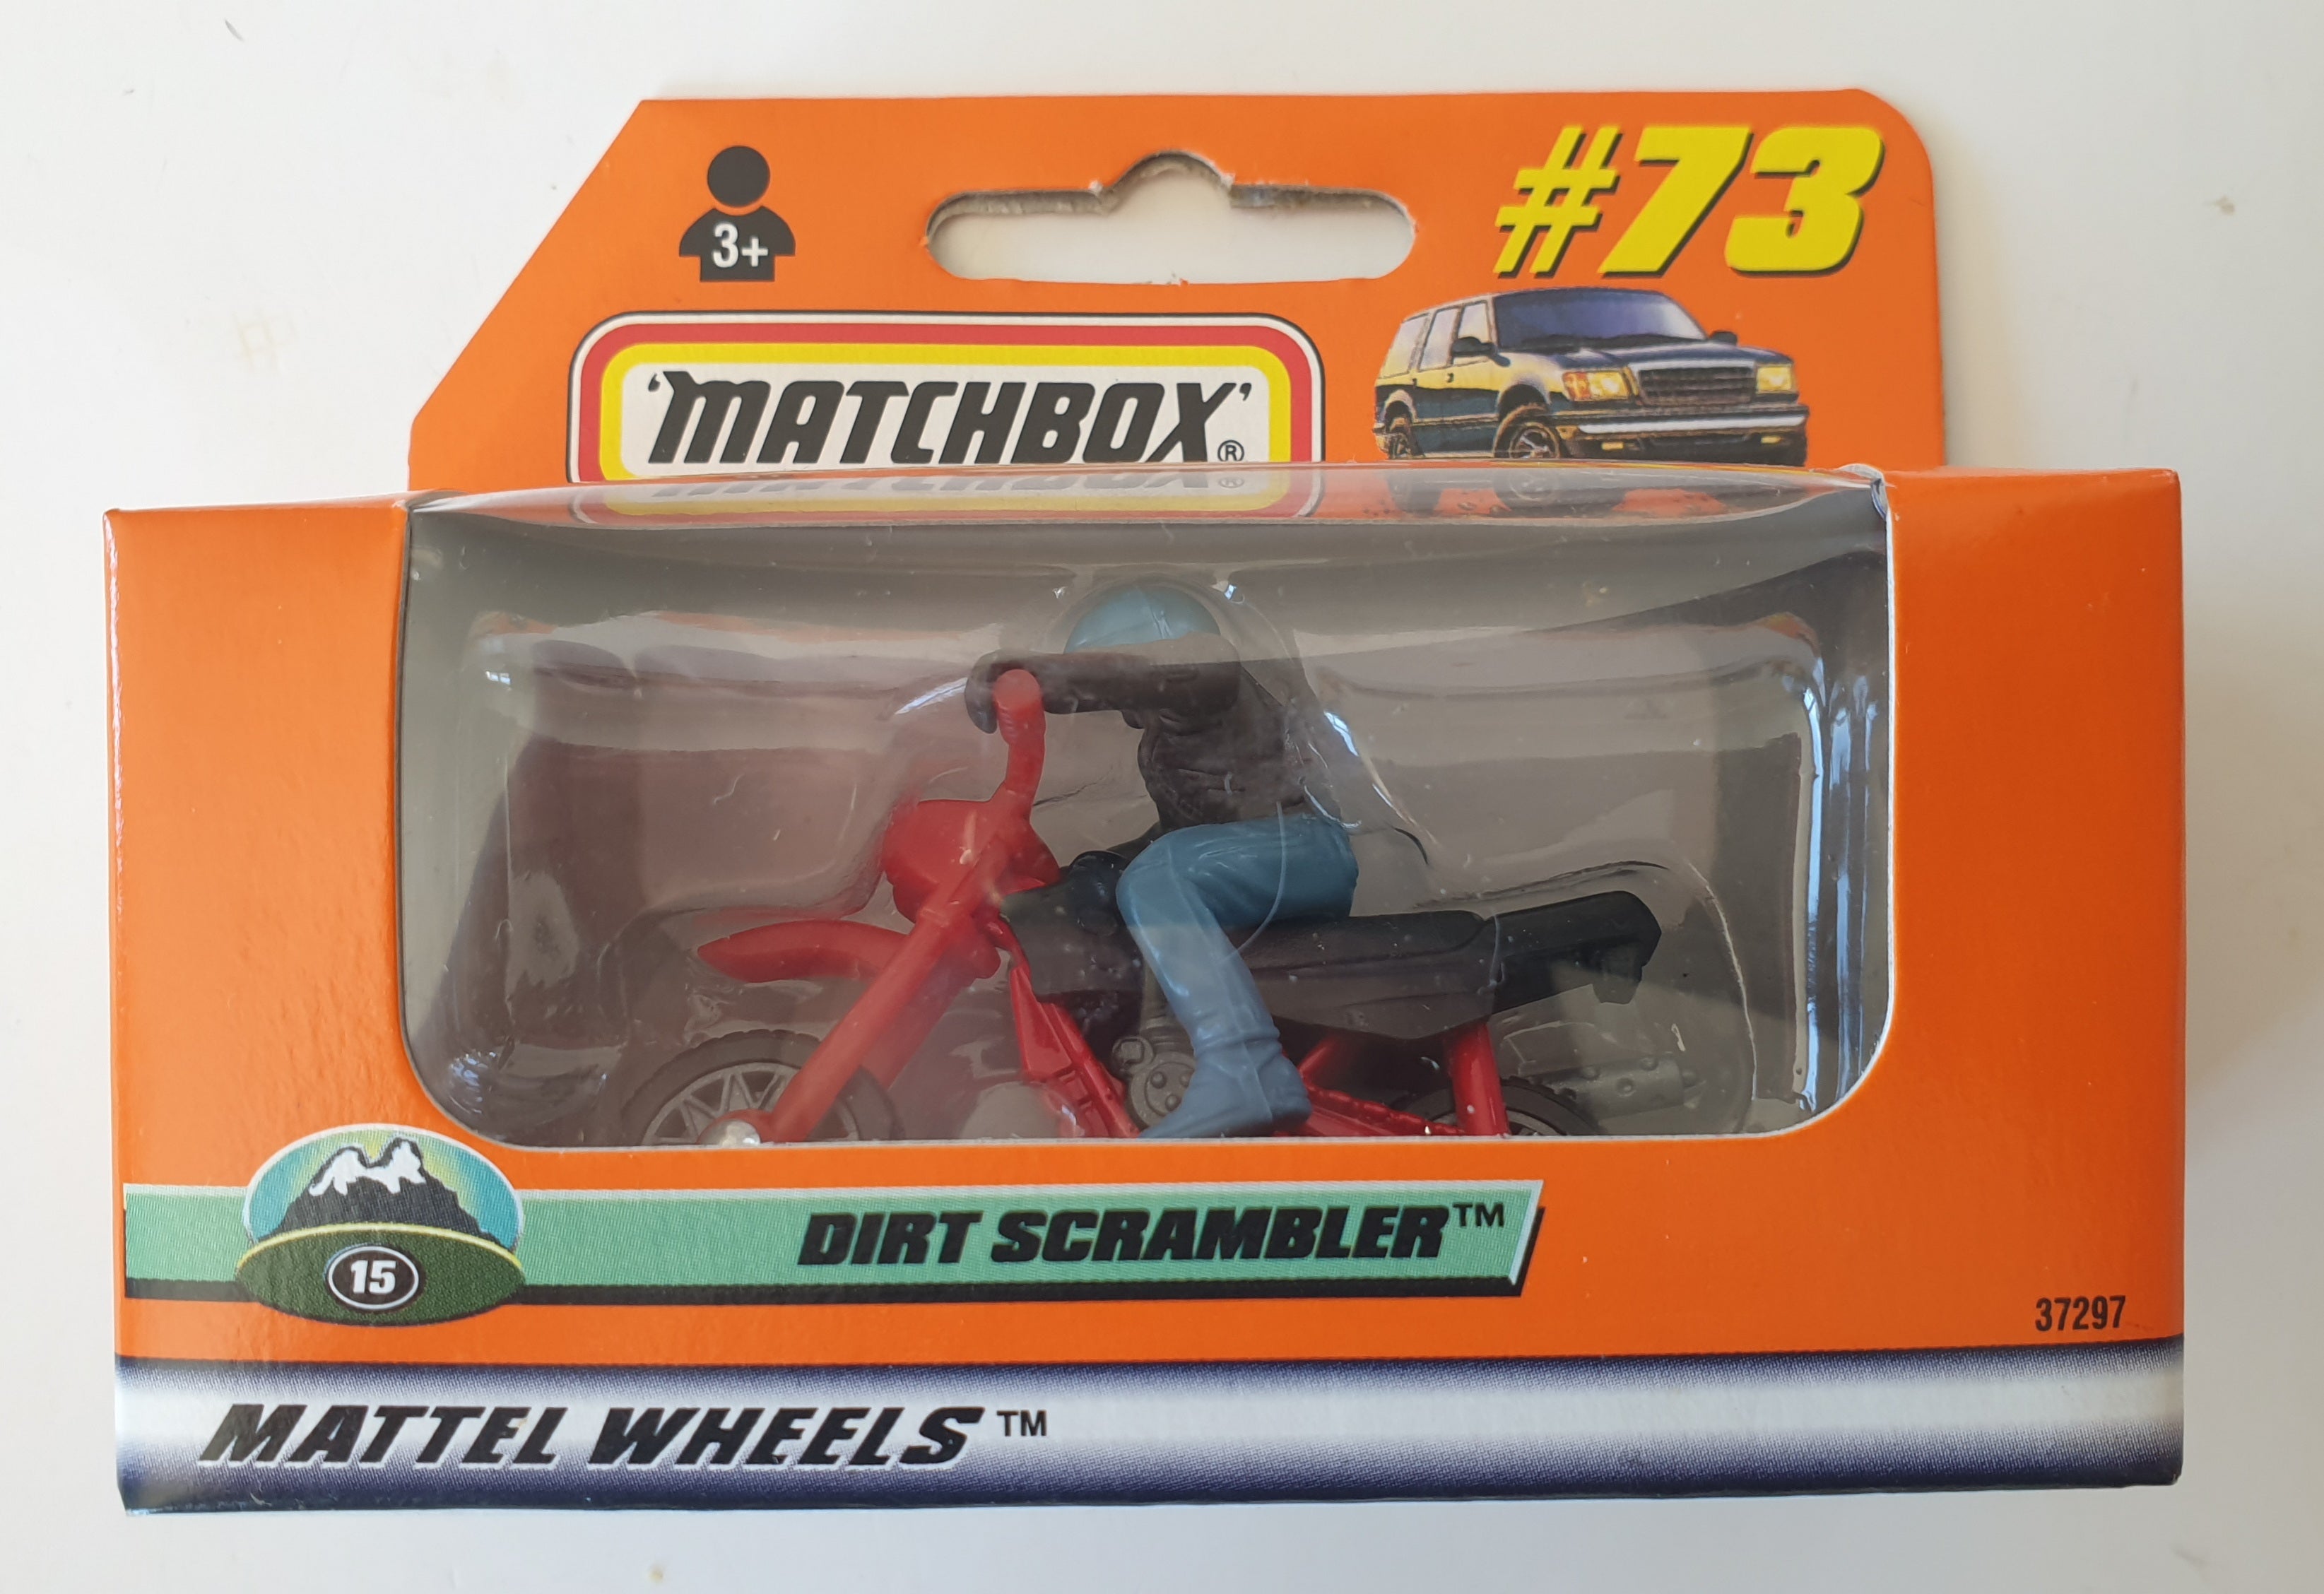 #73
3+
'MATCHBOX'®
DIRT SCRAMBLER™
15
37297
MATTEL WHEELS™